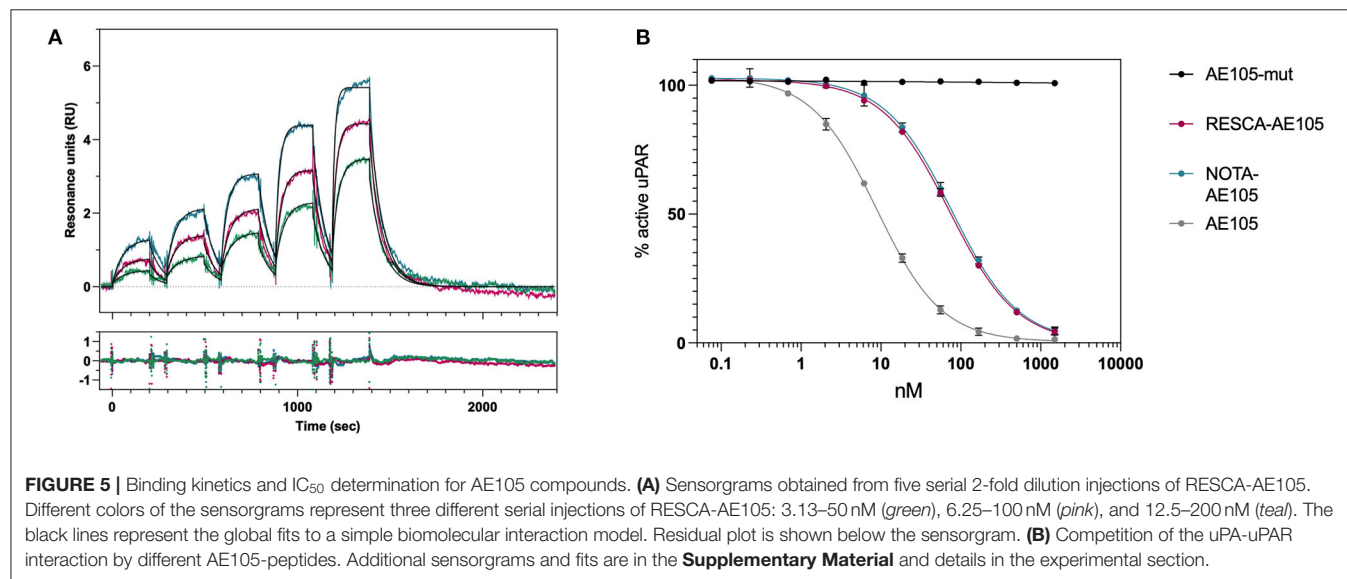 A
6
4
2
0
Resonance units (RU)
1
0
-1
0
1000
2000
Time (sec)
B
100
50
0
% active uPAR
0.1
1
10
100
1000
10000
nM
AE105-mut
RESCA-AE105
NOTA-
AE105
AE105
FIGURE 5 | Binding kinetics and IC50 determination for AE105 compounds. (A) Sensorgrams obtained from five serial 2-fold dilution injections of RESCA-AE105.
Different colors of the sensorgrams represent three different serial injections of RESCA-AE105: 3.13–50 nM (green), 6.25–100 nM (pink), and 12.5–200 nM (teal). The
black lines represent the global fits to a simple biomolecular interaction model. Residual plot is shown below the sensorgram. (B) Competition of the uPA-uPAR
interaction by different AE105-peptides. Additional sensorgrams and fits are in the Supplementary Material and details in the experimental section.